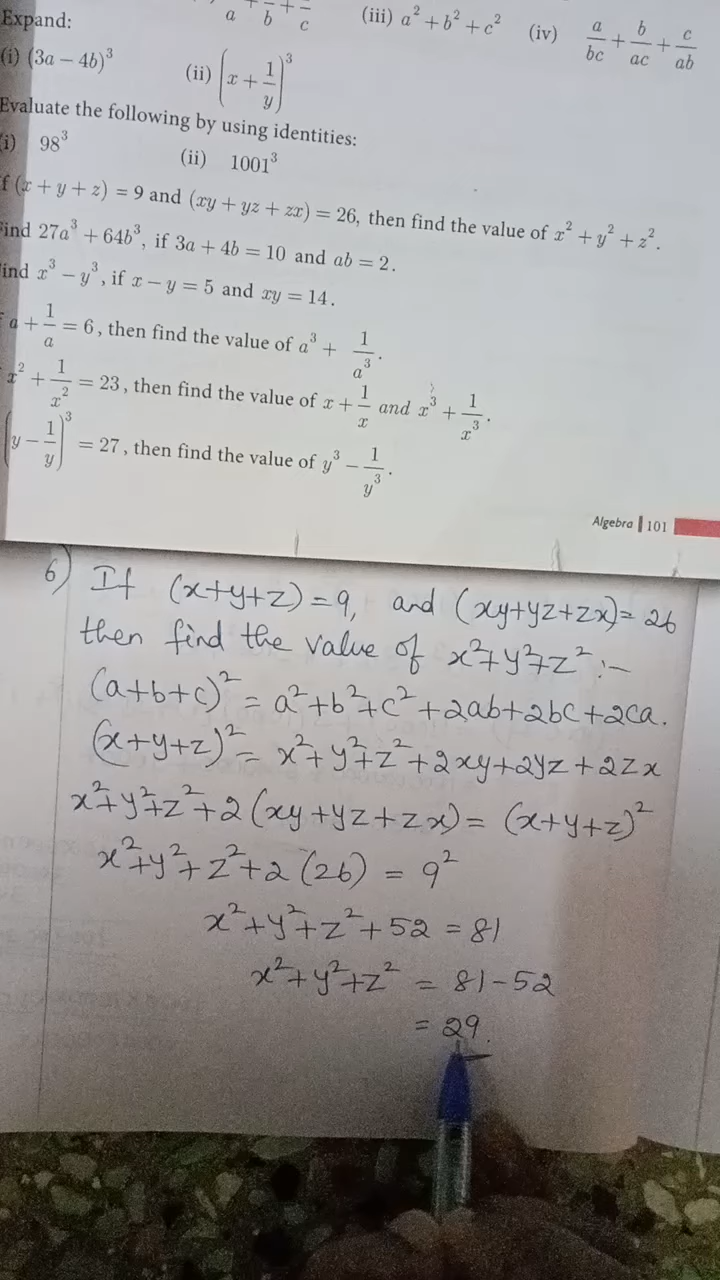 a b c
(iii) a² + b² + c² (iv) a/bc + b/ac + c/ab
Expand:
(i) (3a − 4b)³ (ii) (x + 1/y)³
Evaluate the following by using identities:
i) 98³ (ii) 1001³
f (x + y + z) = 9 and (xy + yz + zx) = 26, then find the value of x² + y² + z².
ind 27a³ + 64b³, if 3a + 4b = 10 and ab = 2.
ind x³ − y³, if x − y = 5 and xy = 14.
a + 1/a = 6, then find the value of a³ + 1/a³.
x² + 1/x² = 23, then find the value of x + 1/x and x³ + 1/x³.
(y − 1/y)³ = 27, then find the value of y³ − 1/y³.
Algebra 101
6) If (x+y+z) = 9, and (xy+yz+zx) = 26
then find the value of x²+y²+z² :-
(a+b+c)² = a²+b²+c²+2ab+2bc+2ca.
(x+y+z)² = x²+y²+z²+2xy+2yz+2zx
x²+y²+z²+2(xy+yz+zx) = (x+y+z)²
x²+y²+z²+2(26) = 9²
x²+y²+z²+52 = 81
x²+y²+z² = 81-52
= 29.